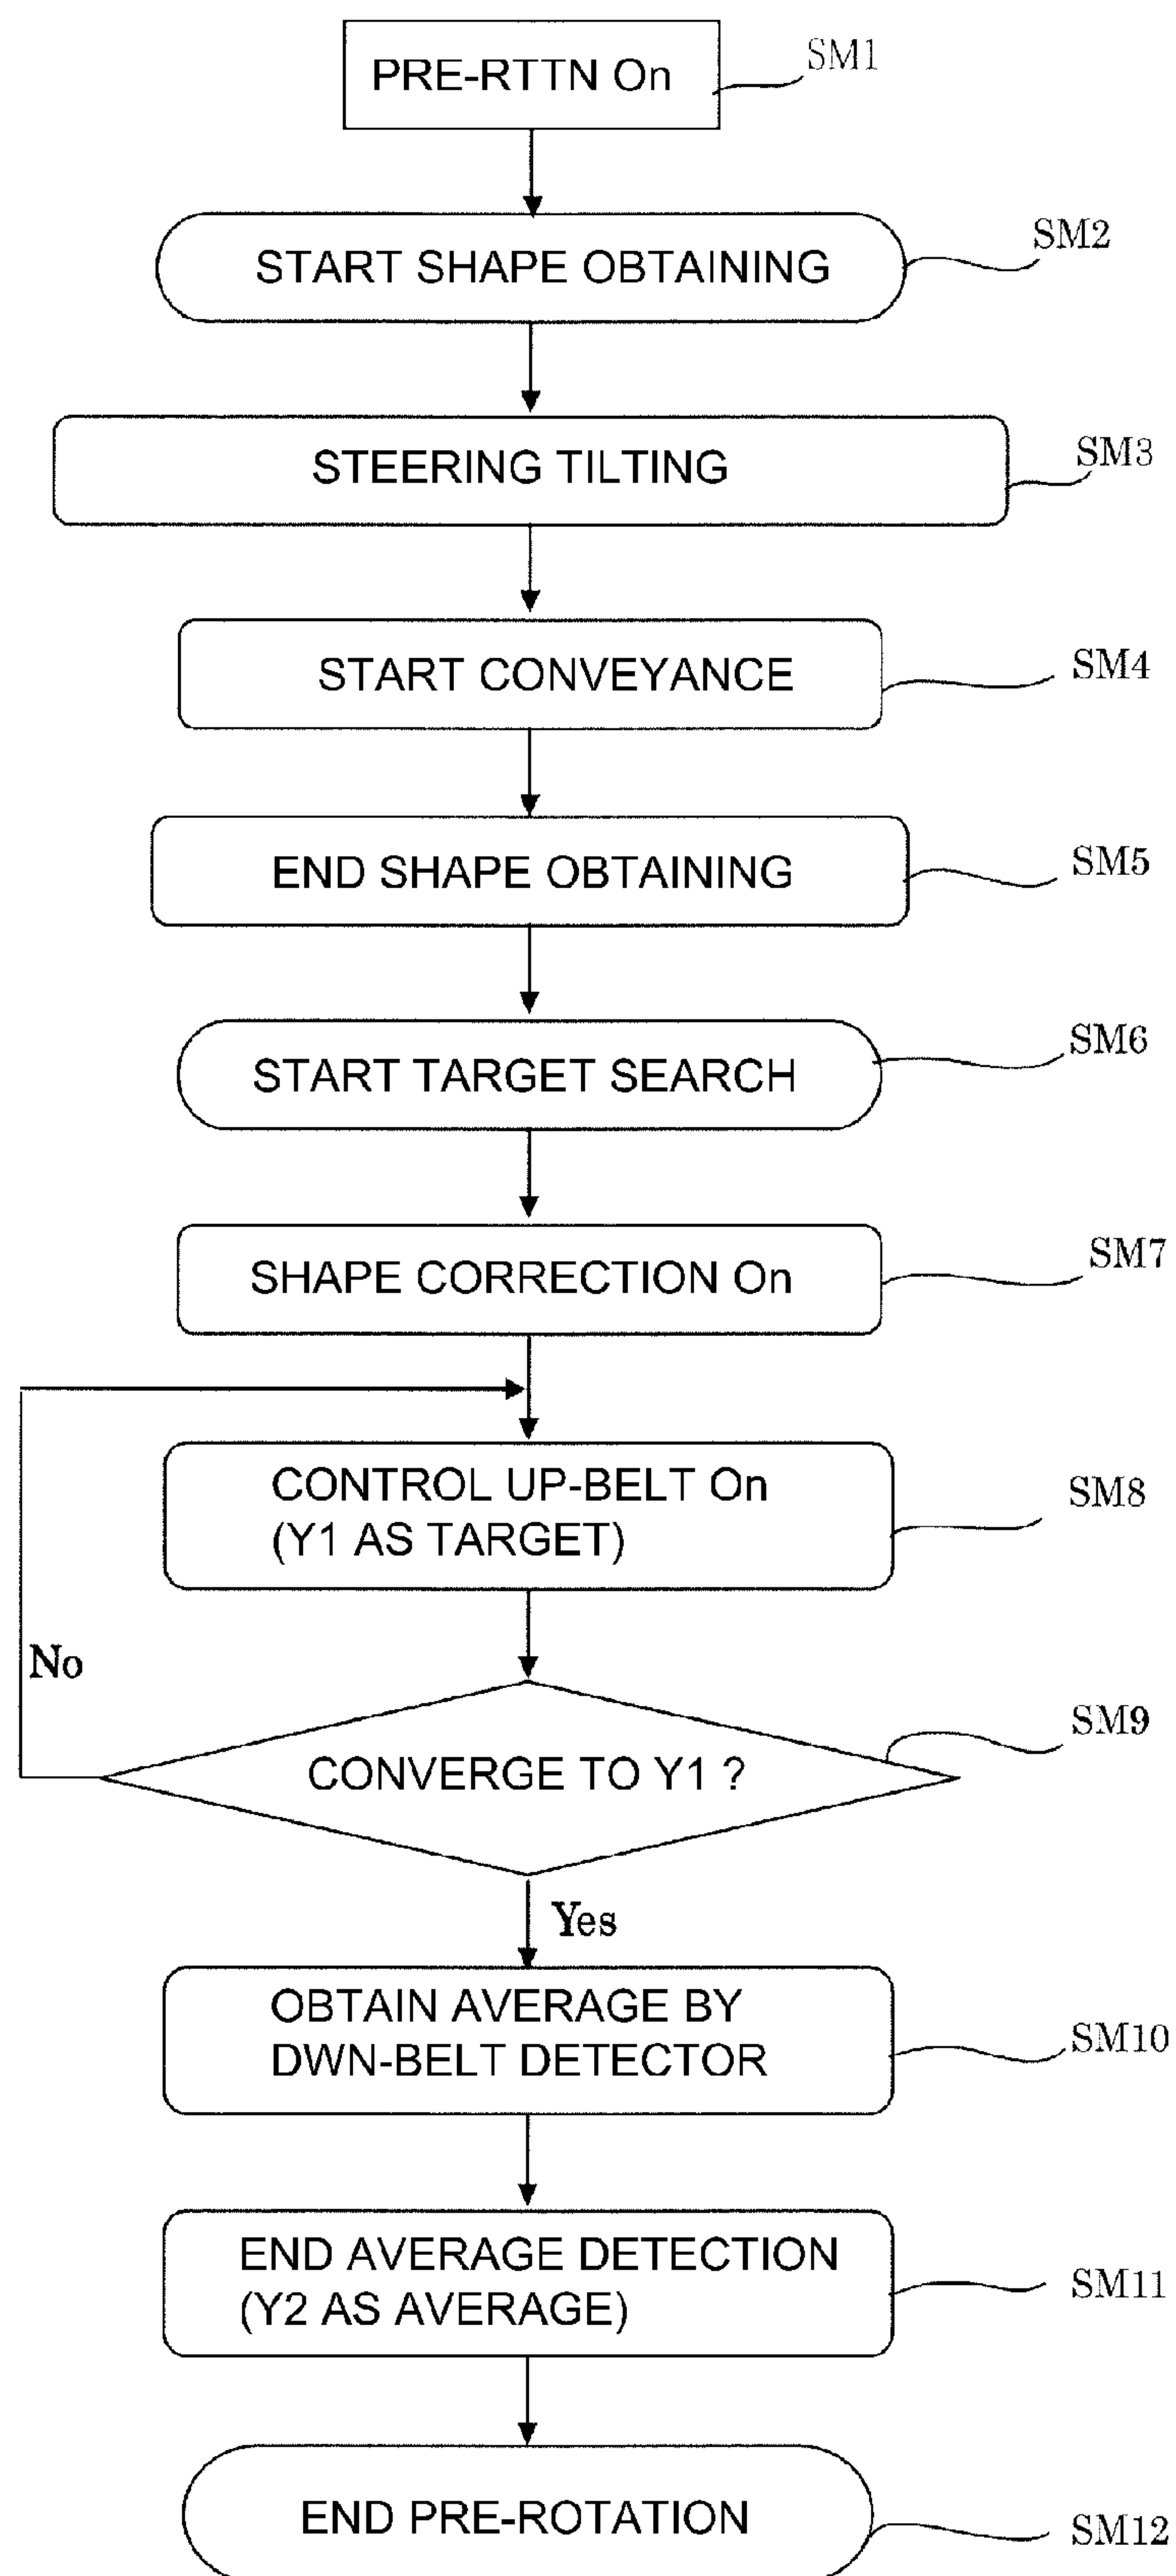 PRE-RTTN On
SM1
START SHAPE OBTAINING
SM2
STEERING TILTING
SM3
START CONVEYANCE
SM4
END SHAPE OBTAINING
SM5
START TARGET SEARCH
SM6
SHAPE CORRECTION On
SM7
CONTROL UP-BELT On
(Y1 AS TARGET)
SM8
No
CONVERGE TO Y1 ?
SM9
Yes
OBTAIN AVERAGE BY
DWN-BELT DETECTOR
SM10
END AVERAGE DETECTION
(Y2 AS AVERAGE)
SM11
END PRE-ROTATION
SM12